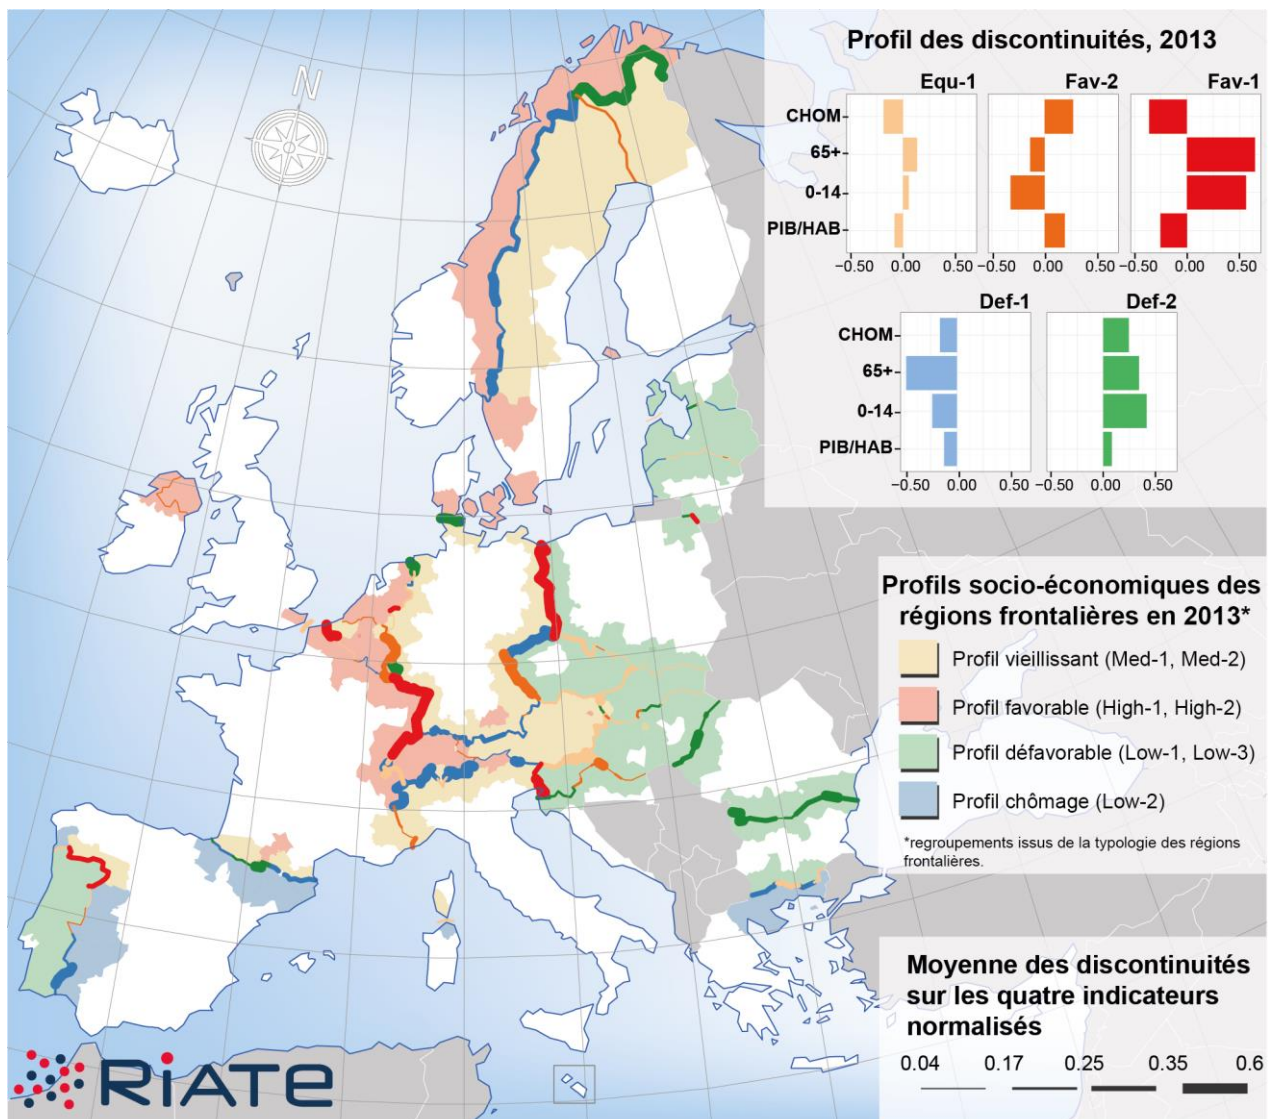 N
Profil des discontinuités, 2013
Equ-1 Fav-2 Fav-1
CHOM
65+
0-14
PIB/HAB
−0.50 0.00 0.50 −0.50 0.00 0.50 −0.50 0.00 0.50
Def-1 Def-2
CHOM
65+
0-14
PIB/HAB
−0.50 0.00 0.50 −0.50 0.00 0.50
Profils socio-économiques des
régions frontalières en 2013*
Profil vieillissant (Med-1, Med-2)
Profil favorable (High-1, High-2)
Profil défavorable (Low-1, Low-3)
Profil chômage (Low-2)
*regroupements issus de la typologie des régions
frontalières.
Moyenne des discontinuités
sur les quatre indicateurs
normalisés
0.04 0.17 0.25 0.35 0.6
RiATE